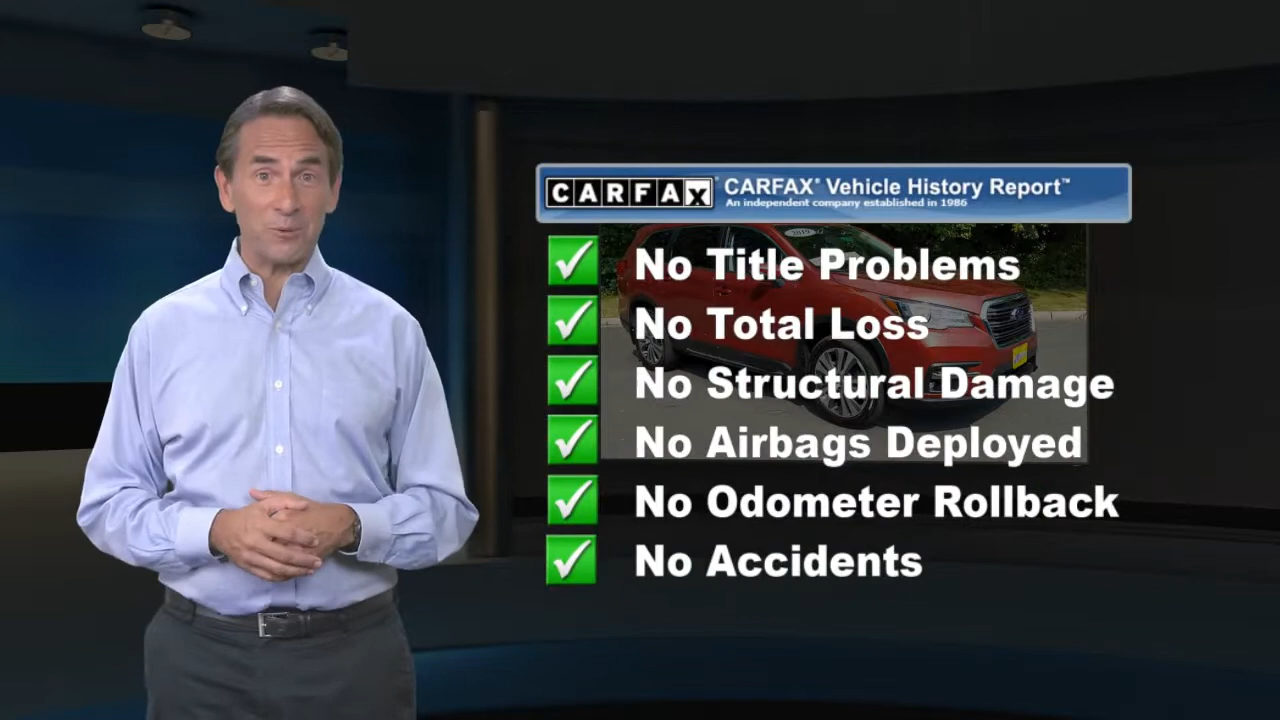 CARFAX
CARFAX® Vehicle History Report™
An independent company established in 1986
2019
No Title Problems
No Total Loss
No Structural Damage
No Airbags Deployed
No Odometer Rollback
No Accidents